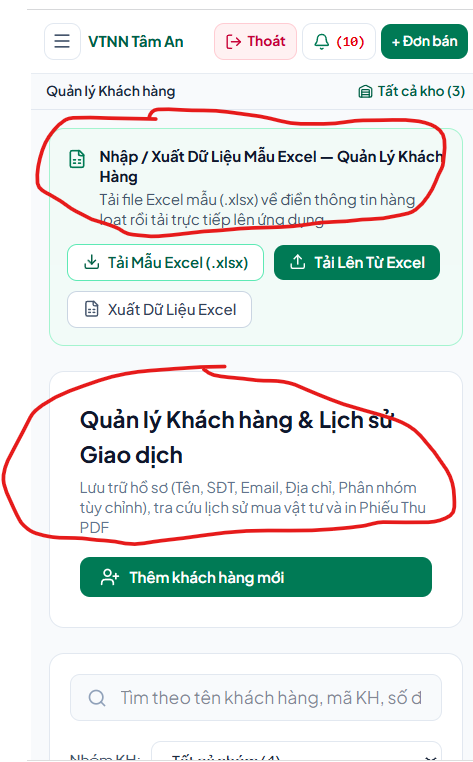 VTNN Tâm An
Thoát
(10)
+ Đơn bán
Quản lý Khách hàng
Tất cả kho (3)
Nhập / Xuất Dữ Liệu Mẫu Excel — Quản Lý Khách
Hàng
Tải file Excel mẫu (.xlsx) về điền thông tin hàng
loạt rồi tải trực tiếp lên ứng dụng
Tải Mẫu Excel (.xlsx)
Tải Lên Từ Excel
Xuất Dữ Liệu Excel
Quản lý Khách hàng & Lịch sử
Giao dịch
Lưu trữ hồ sơ (Tên, SĐT, Email, Địa chỉ, Phân nhóm
tùy chỉnh), tra cứu lịch sử mua vật tư và in Phiếu Thu
PDF
Thêm khách hàng mới
Tìm theo tên khách hàng, mã KH, số đ
Nhóm KH:
Tất cả nhóm (4)